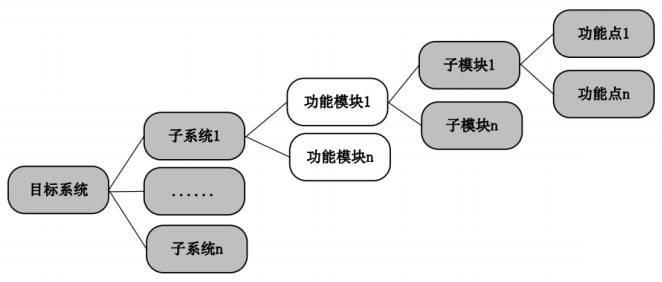 功能点1
子模块1
功能点n
功能模块1
子模块n
子系统1
功能模块n
目标系统
......
子系统n